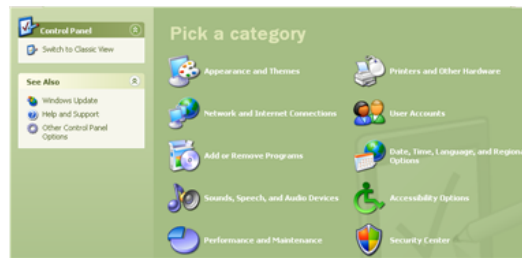 Control Panel
Switch to Classic View
See Also
Windows Update
Help and Support
Other Control Panel
Options
Pick a category
Appearance and Themes
Printers and Other Hardware
Network and Internet Connections
User Accounts
Add or Remove Programs
Date, Time, Language, and Regiona
Options
Sounds, Speech, and Audio Devices
Accessibility Options
Performance and Maintenance
Security Center